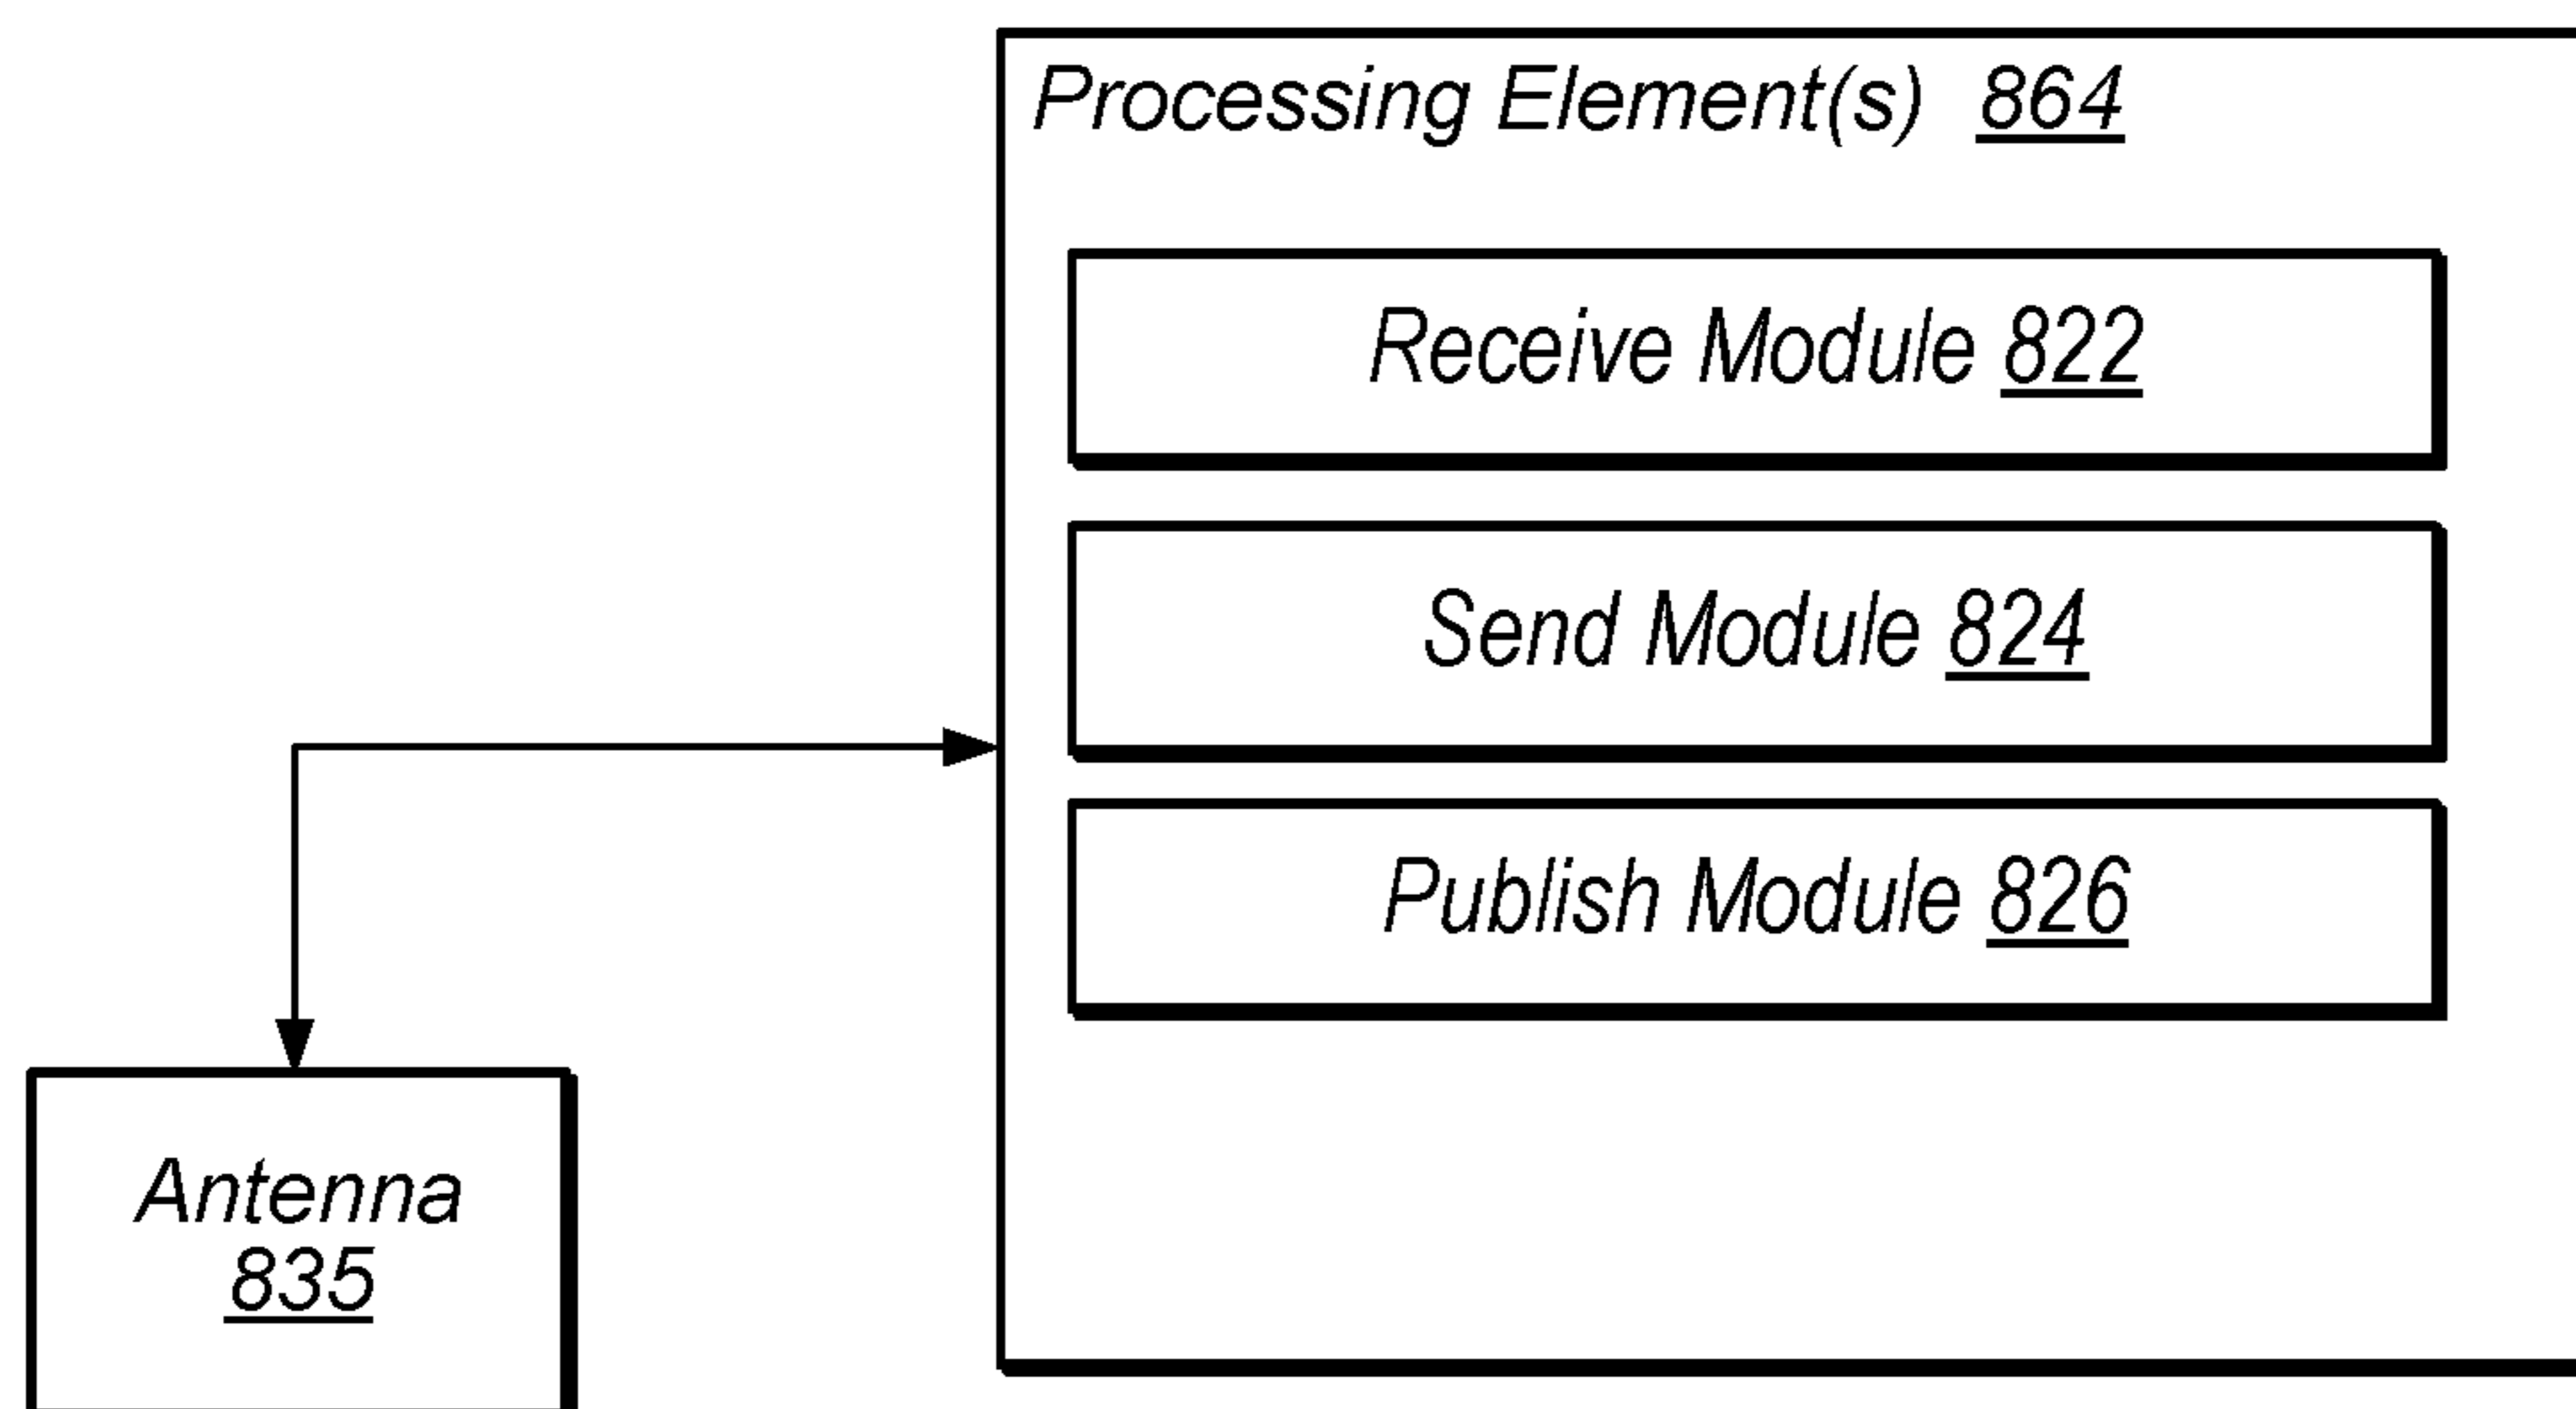 Processing Element(s) 864
Receive Module 822
Send Module 824
Publish Module 826
Antenna
835